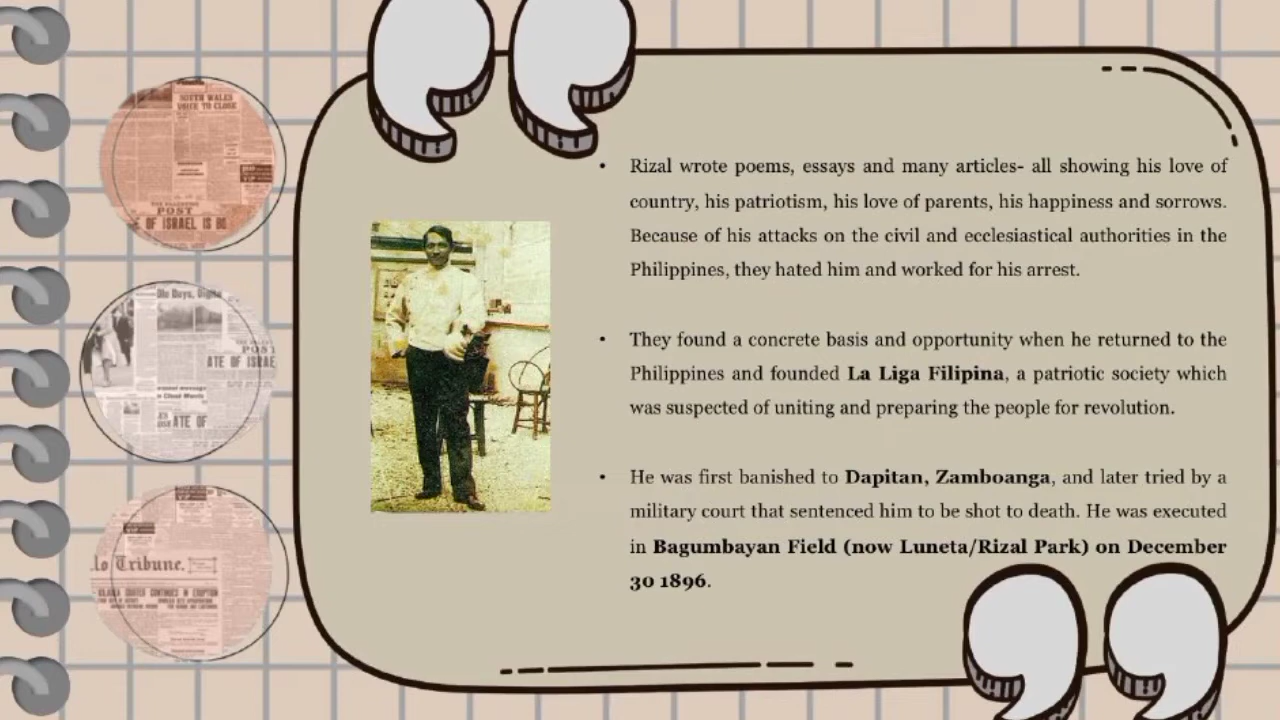 SOUTH WALES
VOICE TO CLOSE
POST
OF ISRAEL IS BO
POST
ATE OF ISRAE
ATE OF
lo Tribune.
• Rizal wrote poems, essays and many articles- all showing his love of
country, his patriotism, his love of parents, his happiness and sorrows.
Because of his attacks on the civil and ecclesiastical authorities in the
Philippines, they hated him and worked for his arrest.
• They found a concrete basis and opportunity when he returned to the
Philippines and founded La Liga Filipina, a patriotic society which
was suspected of uniting and preparing the people for revolution.
• He was first banished to Dapitan, Zamboanga, and later tried by a
military court that sentenced him to be shot to death. He was executed
in Bagumbayan Field (now Luneta/Rizal Park) on December
30 1896.